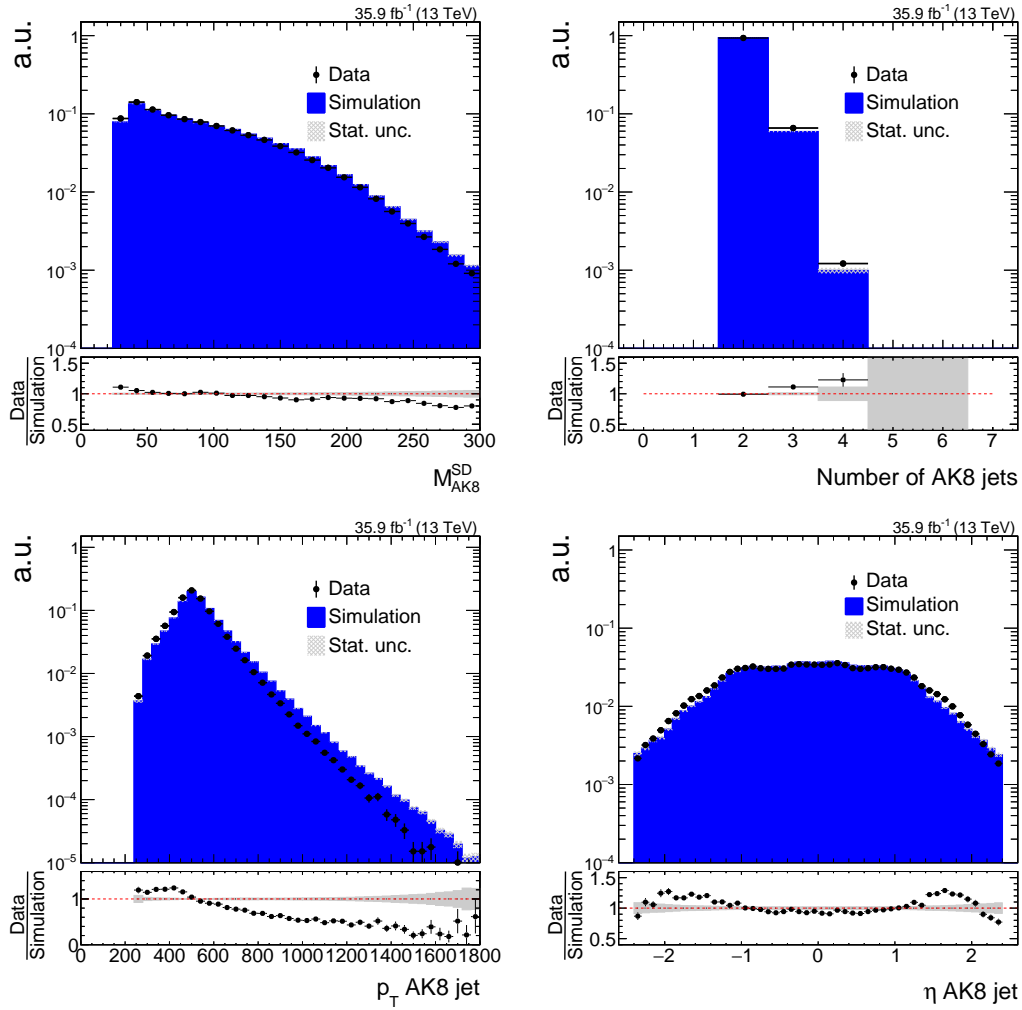 35.9 fb⁻¹ (13 TeV)
a.u.
1
10⁻¹
10⁻²
10⁻³
10⁻⁴
Data
Simulation
Stat. unc.
Data
Simulation
1.5
1
0.5
0 50 100 150 200 250 300
M^SD_AK8
35.9 fb⁻¹ (13 TeV)
a.u.
1
10⁻¹
10⁻²
10⁻³
10⁻⁴
Data
Simulation
Stat. unc.
Data
Simulation
1.5
1
0.5
0 1 2 3 4 5 6 7
Number of AK8 jets
35.9 fb⁻¹ (13 TeV)
a.u.
1
10⁻¹
10⁻²
10⁻³
10⁻⁴
10⁻⁵
Data
Simulation
Stat. unc.
Data
Simulation
1
0
0 200 400 600 800 1000 1200 1400 1600 1800
p_T AK8 jet
35.9 fb⁻¹ (13 TeV)
a.u.
1
10⁻¹
10⁻²
10⁻³
10⁻⁴
Data
Simulation
Stat. unc.
Data
Simulation
1.5
1
0.5
−2 −1 0 1 2
η AK8 jet